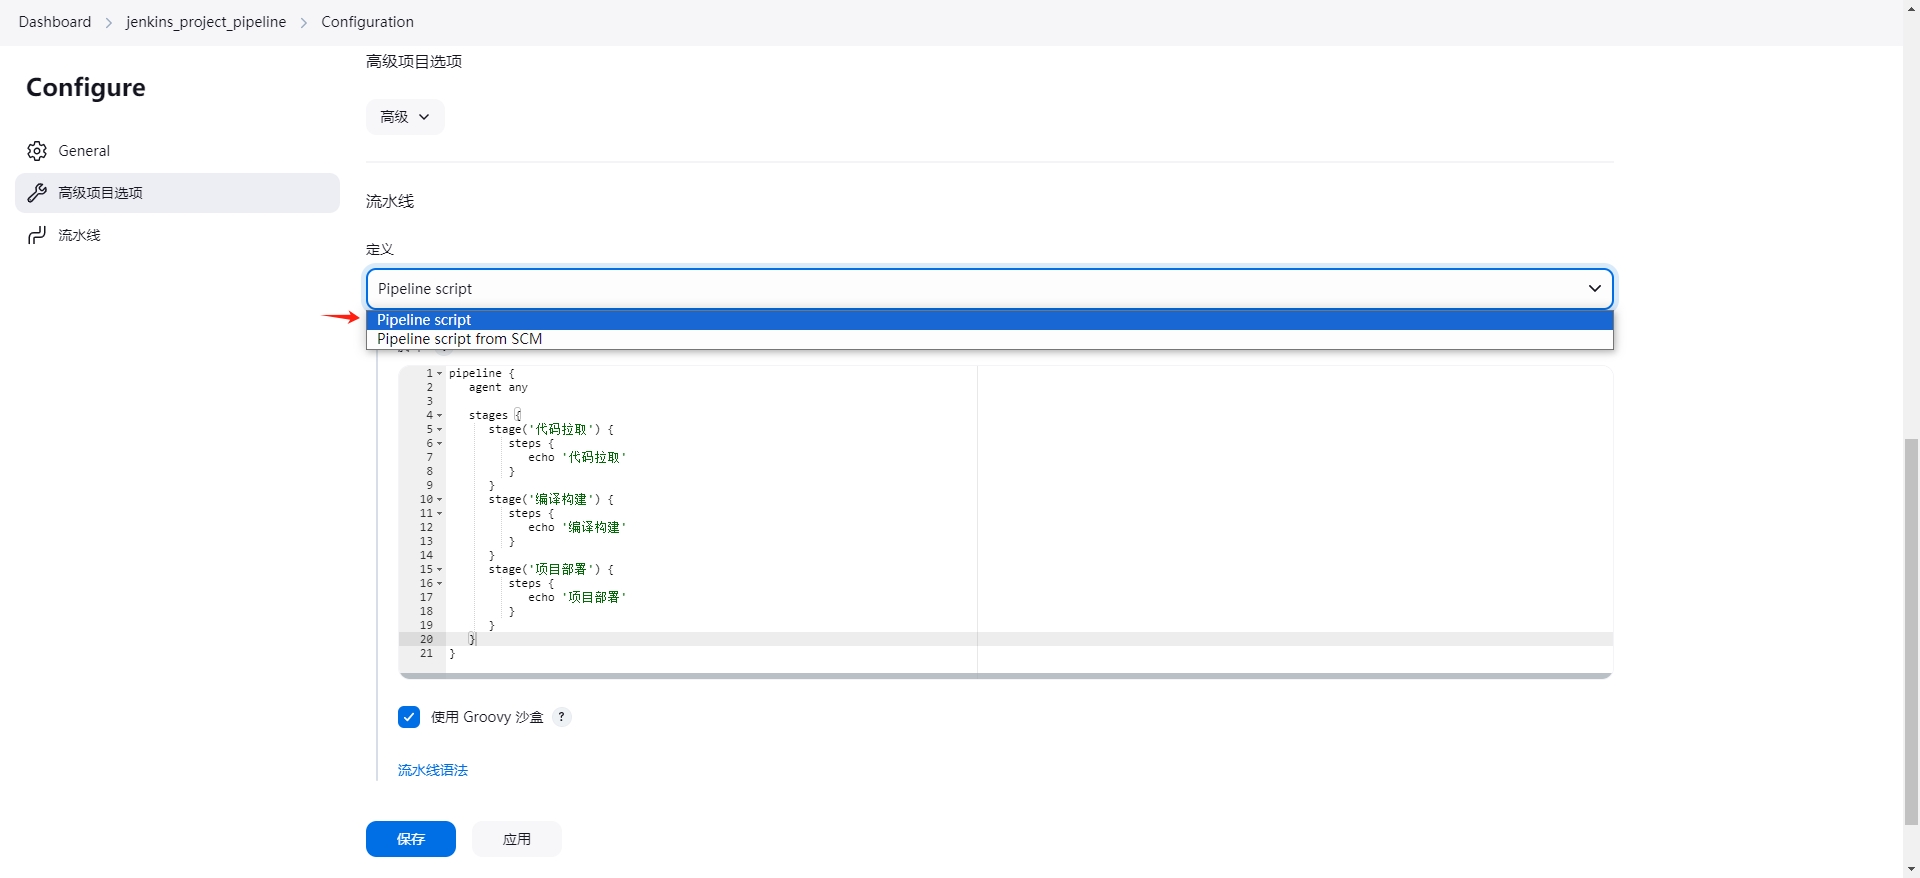 Dashboard > jenkins_project_pipeline > Configuration
Configure
General
高级项目选项
流水线
高级项目选项
高级
流水线
定义
Pipeline script
Pipeline script
Pipeline script from SCM
1 pipeline {
2 agent any
3
4 stages {
5 stage('代码拉取') {
6 steps {
7 echo '代码拉取'
8 }
9 }
10 stage('编译构建') {
11 steps {
12 echo '编译构建'
13 }
14 }
15 stage('项目部署') {
16 steps {
17 echo '项目部署'
18 }
19 }
20 }
21 }
使用 Groovy 沙盒 ?
流水线语法
保存
应用